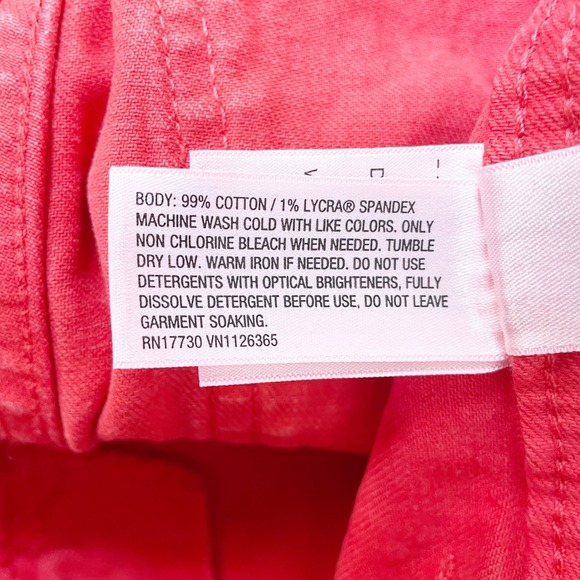 BODY: 99% COTTON / 1% LYCRA® SPANDEX
MACHINE WASH COLD WITH LIKE COLORS. ONLY
NON CHLORINE BLEACH WHEN NEEDED. TUMBLE
DRY LOW. WARM IRON IF NEEDED. DO NOT USE
DETERGENTS WITH OPTICAL BRIGHTENERS, FULLY
DISSOLVE DETERGENT BEFORE USE, DO NOT LEAVE
GARMENT SOAKING.
RN17730 VN1126365